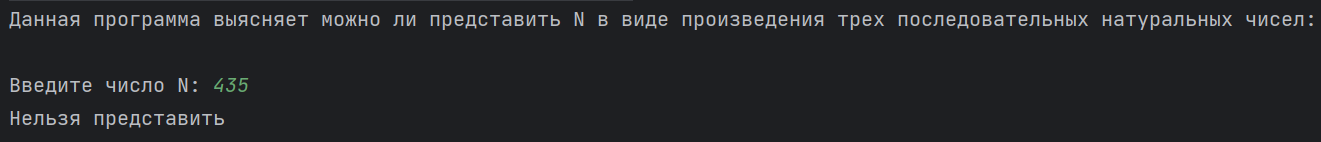 Данная программа выясняет можно ли представить N в виде произведения трех последовательных натуральных чисел:
Введите число N: 435
Нельзя представить